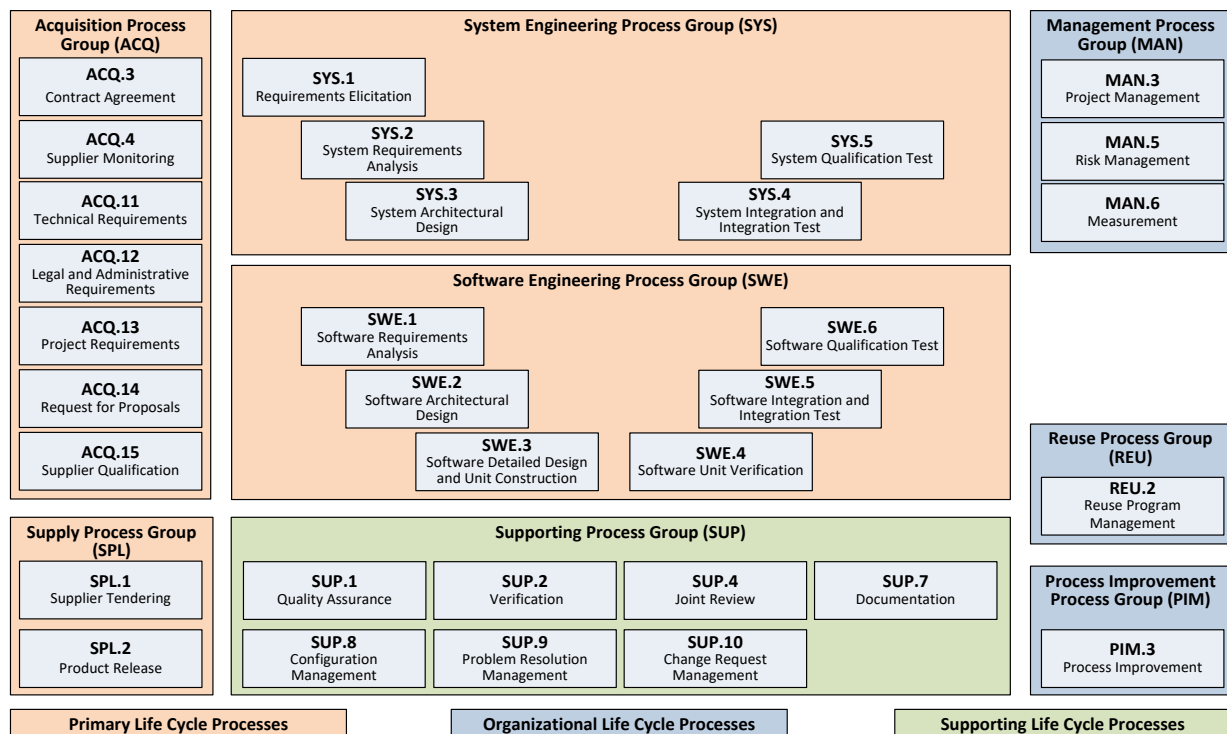 Acquisition Process
Group (ACQ)
ACQ.3
Contract Agreement
ACQ.4
Supplier Monitoring
ACQ.11
Technical Requirements
ACQ.12
Legal and Administrative
Requirements
ACQ.13
Project Requirements
ACQ.14
Request for Proposals
ACQ.15
Supplier Qualification
System Engineering Process Group (SYS)
SYS.1
Requirements Elicitation
SYS.2
System Requirements
Analysis
SYS.3
System Architectural
Design
SYS.5
System Qualification Test
SYS.4
System Integration and
Integration Test
Software Engineering Process Group (SWE)
SWE.1
Software Requirements
Analysis
SWE.2
Software Architectural
Design
SWE.3
Software Detailed Design
and Unit Construction
SWE.6
Software Qualification Test
SWE.5
Software Integration and
Integration Test
SWE.4
Software Unit Verification
Management Process
Group (MAN)
MAN.3
Project Management
MAN.5
Risk Management
MAN.6
Measurement
Reuse Process Group
(REU)
REU.2
Reuse Program
Management
Supply Process Group
(SPL)
SPL.1
Supplier Tendering
SPL.2
Product Release
Supporting Process Group (SUP)
SUP.1
Quality Assurance
SUP.2
Verification
SUP.4
Joint Review
SUP.7
Documentation
SUP.8
Configuration
Management
SUP.9
Problem Resolution
Management
SUP.10
Change Request
Management
Process Improvement
Process Group (PIM)
PIM.3
Process Improvement
Primary Life Cycle Processes
Organizational Life Cycle Processes
Supporting Life Cycle Processes